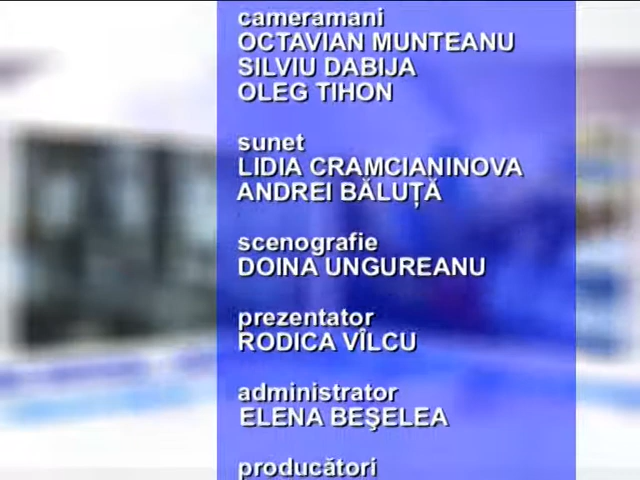 cameramani
OCTAVIAN MUNTEANU
SILVIU DABIJA
OLEG TIHON
sunet
LIDIA CRAMCIANINOVA
ANDREI BĂLUȚĂ
scenografie
DOINA UNGUREANU
prezentator
RODICA VÎLCU
administrator
ELENA BEŞELEA
producători